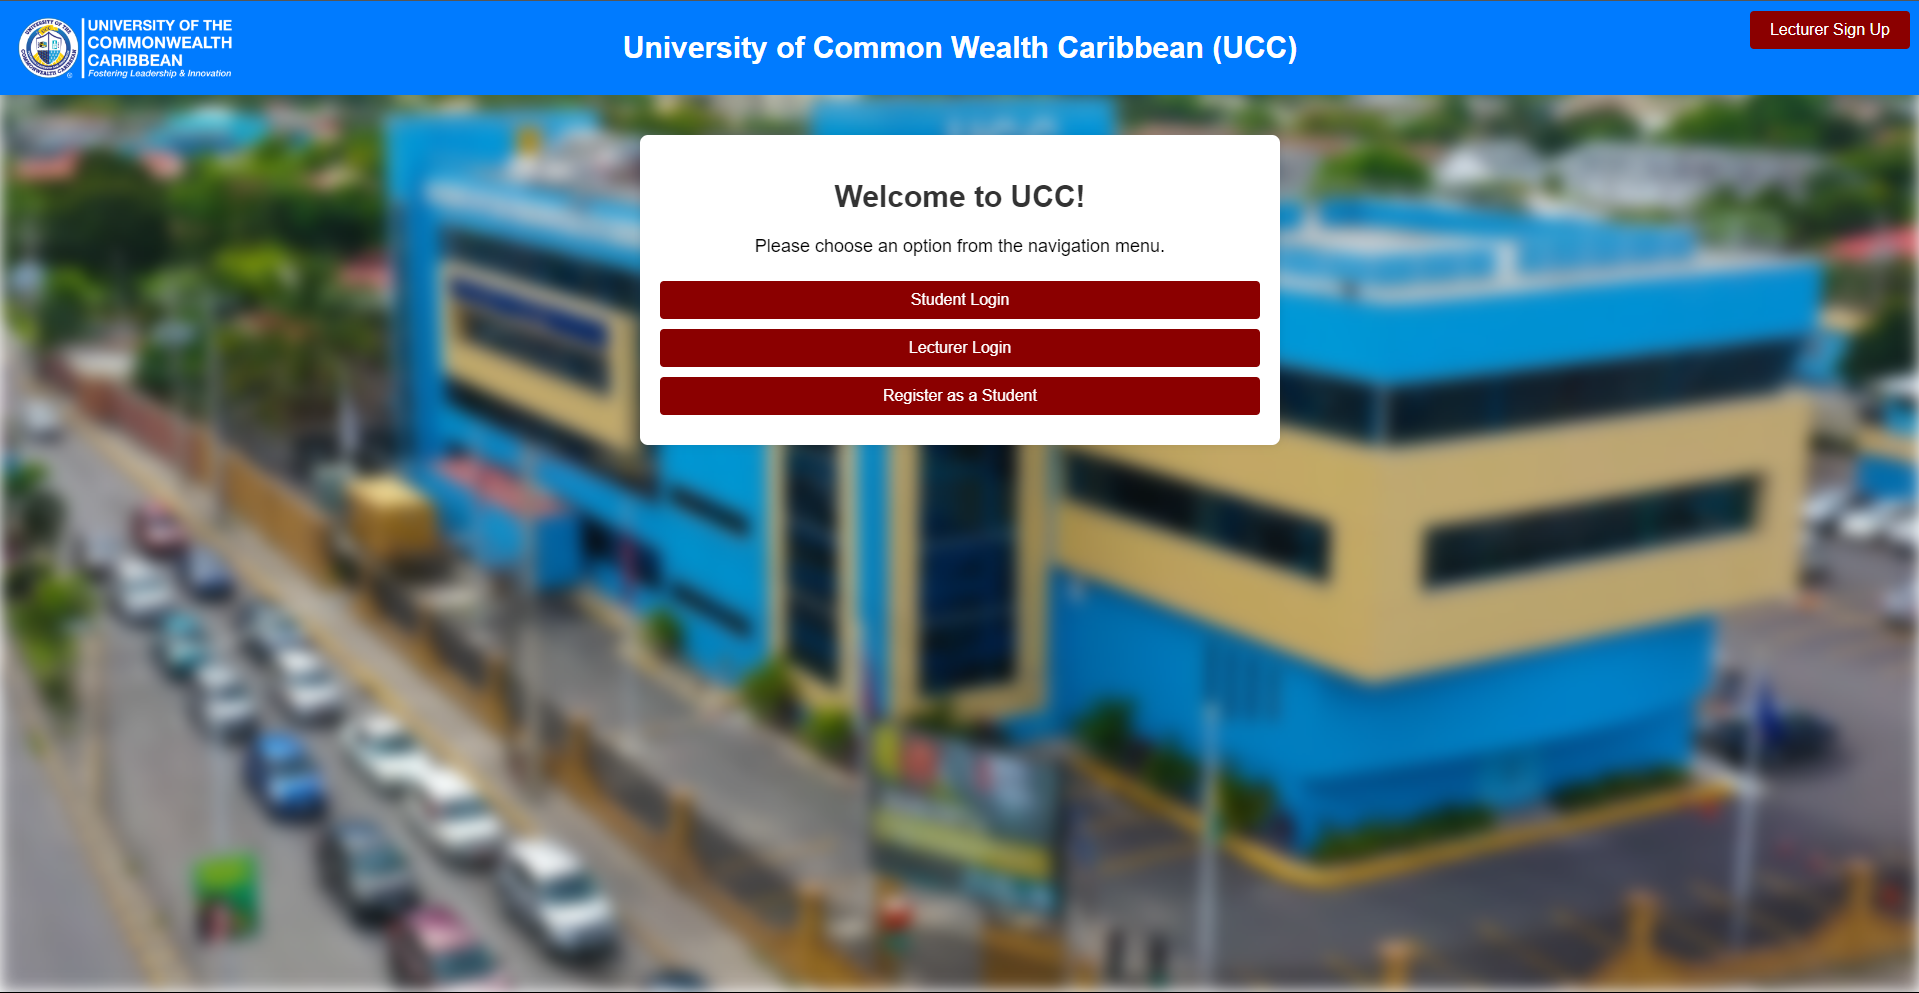 UNIVERSITY OF THE
COMMONWEALTH
CARIBBEAN
Fostering Leadership & Innovation
University of Common Wealth Caribbean (UCC)
Lecturer Sign Up
Welcome to UCC!
Please choose an option from the navigation menu.
Student Login
Lecturer Login
Register as a Student